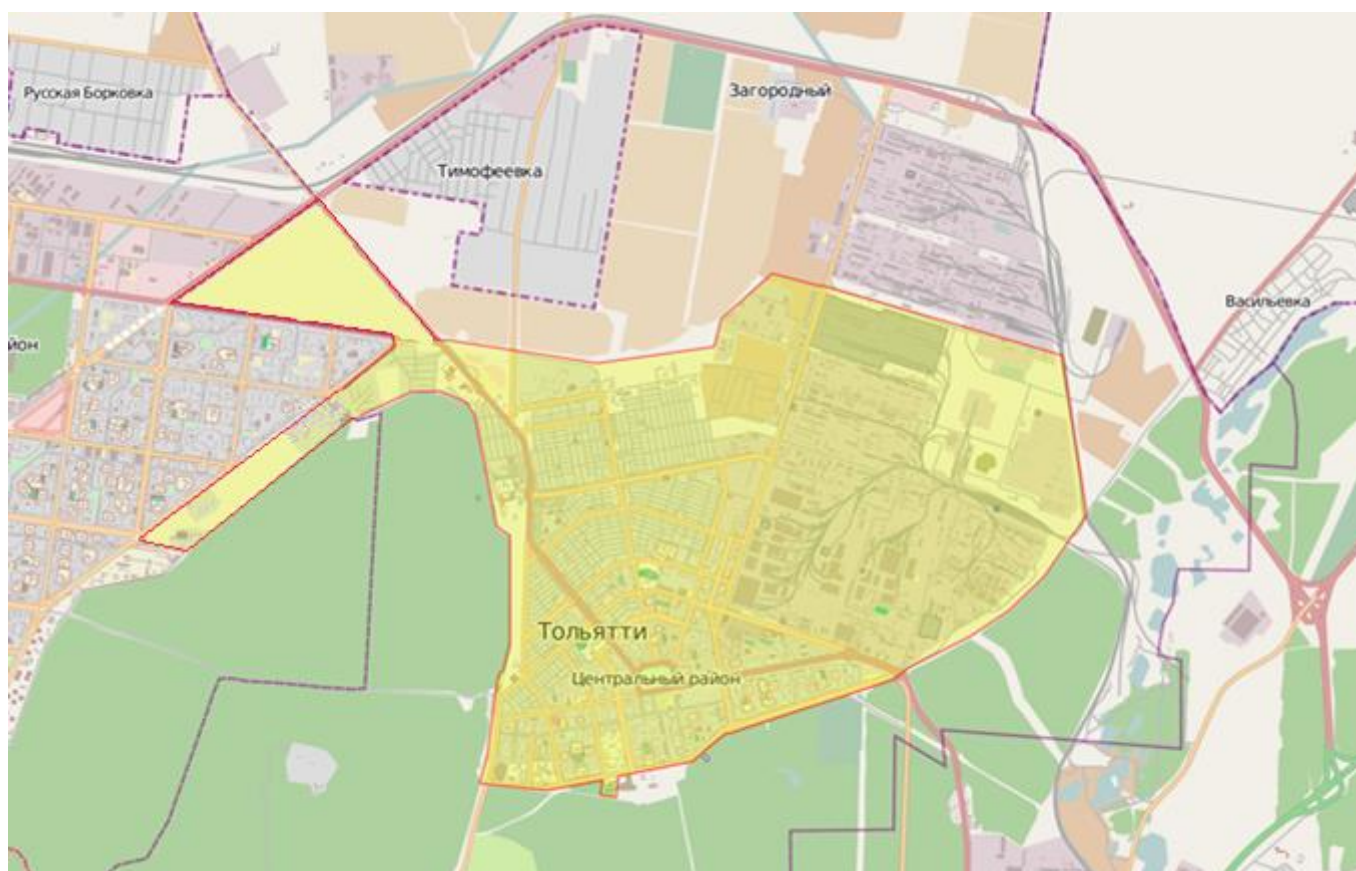 Русская Борковка
Загородный
Тимофеевка
Васильевка
йон
Тольятти
Центральный район